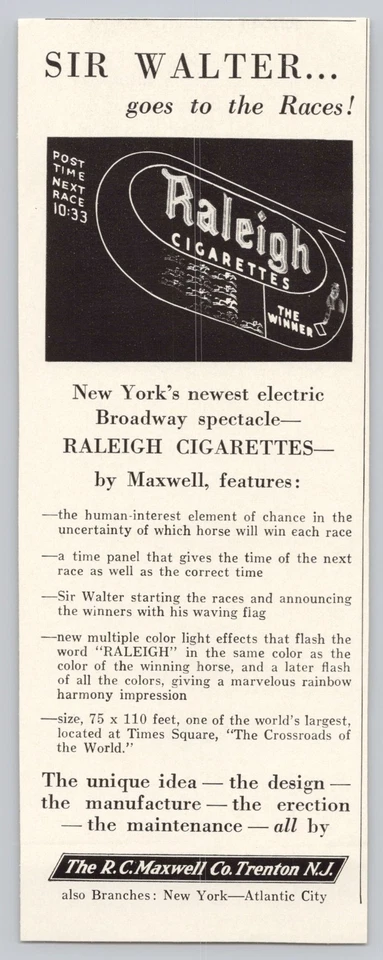 SIR WALTER...
goes to the Races!
POST
TIME
NEXT
RACE
10:33
Raleigh
CIGARETTES
THE
WINNER
New York's newest electric
Broadway spectacle—
RALEIGH CIGARETTES—
by Maxwell, features:
—the human-interest element of chance in the
uncertainty of which horse will win each race
—a time panel that gives the time of the next
race as well as the correct time
—Sir Walter starting the races and announcing
the winners with his waving flag
—new multiple color light effects that flash the
word "RALEIGH" in the same color as the
color of the winning horse, and a later flash
of all the colors, giving a marvelous rainbow
harmony impression
—size, 75 x 110 feet, one of the world's largest,
located at Times Square, "The Crossroads of
the World."
The unique idea — the design —
the manufacture — the erection
— the maintenance — all by
The R.C. Maxwell Co. Trenton N.J.
also Branches: New York—Atlantic City